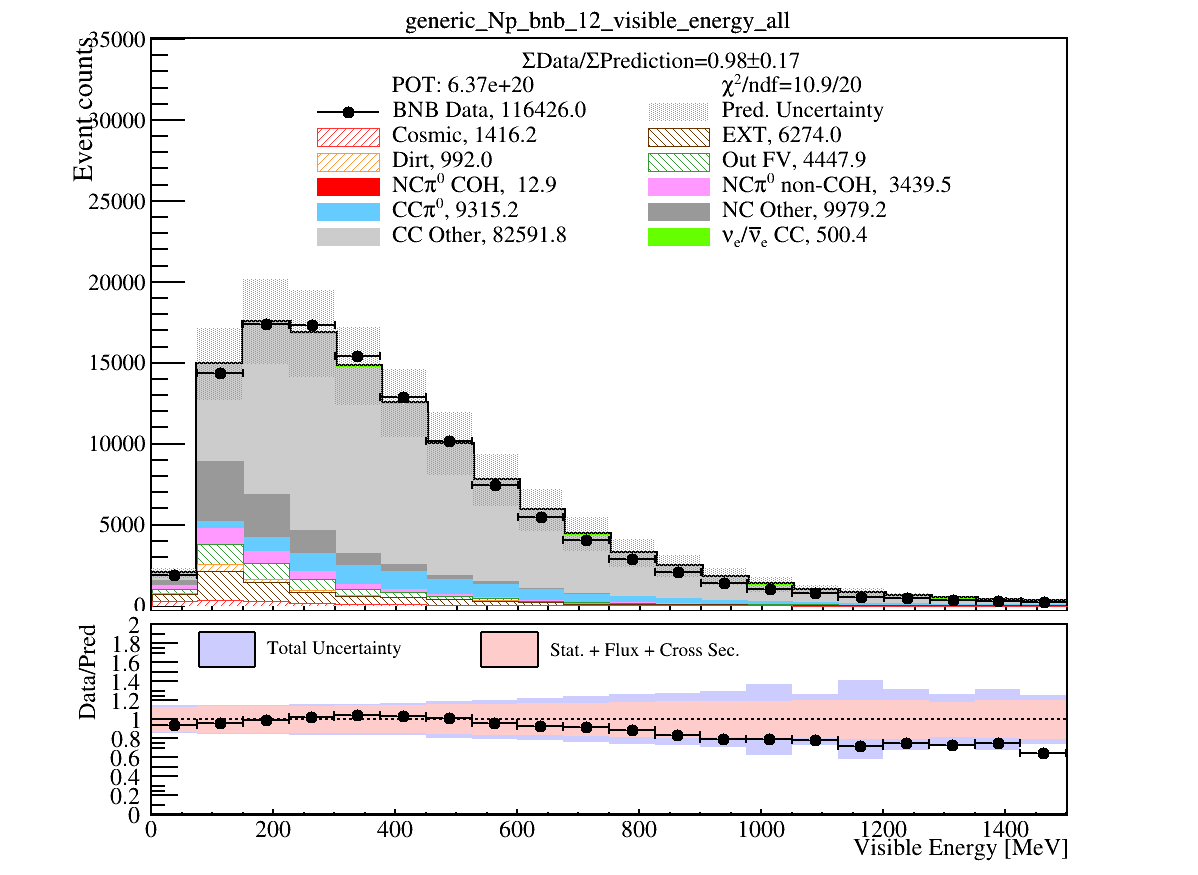 generic_Np_bnb_12_visible_energy_all
ΣData/ΣPrediction=0.98±0.17
POT: 6.37e+20
χ²/ndf=10.9/20
BNB Data, 116426.0
Pred. Uncertainty
Cosmic, 1416.2
EXT, 6274.0
Dirt, 992.0
Out FV, 4447.9
NCπ⁰ COH, 12.9
NCπ⁰ non-COH, 3439.5
CCπ⁰, 9315.2
NC Other, 9979.2
CC Other, 82591.8
νₑ/ν̅ₑ CC, 500.4
Event counts
35000
30000
25000
20000
15000
10000
5000
0
Total Uncertainty
Stat. + Flux + Cross Sec.
Data/Pred
2
1.8
1.6
1.4
1.2
1
0.8
0.6
0.4
0.2
0
0 200 400 600 800 1000 1200 1400
Visible Energy [MeV]